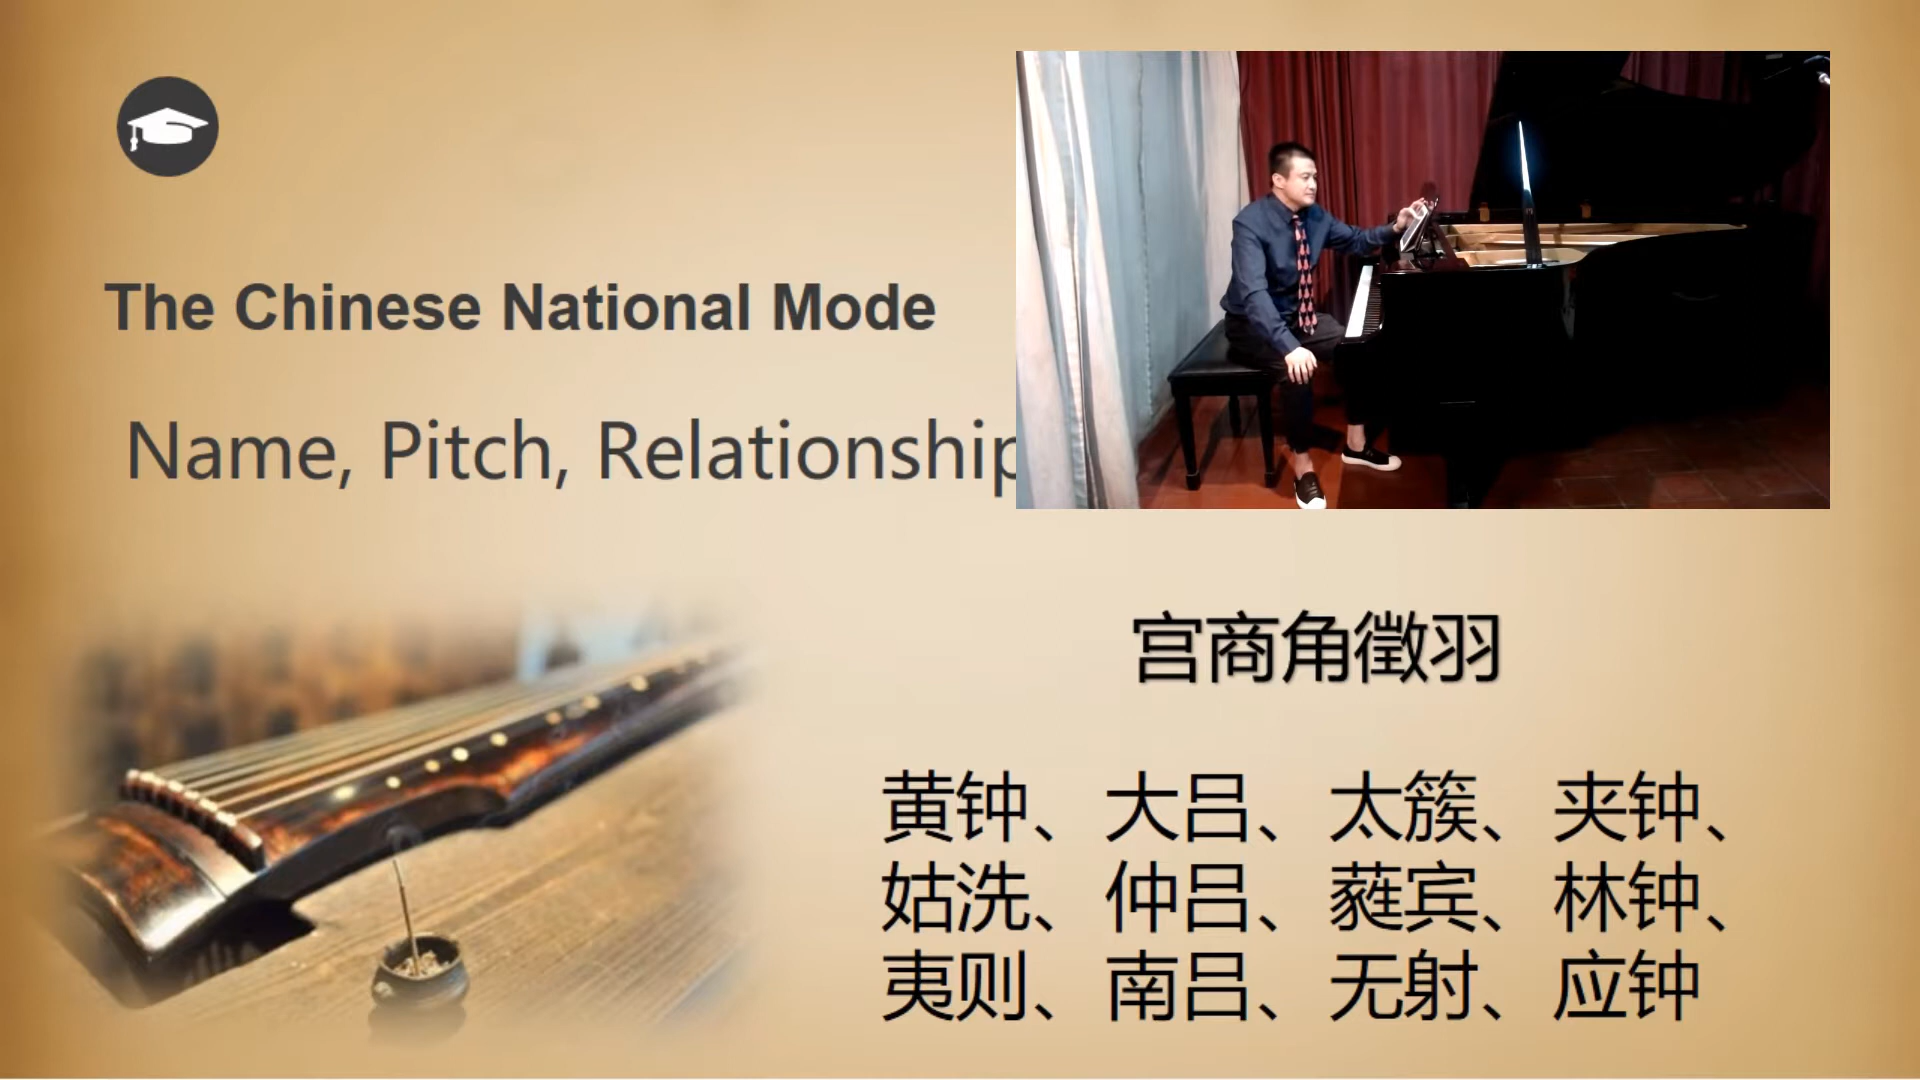 The Chinese National Mode
Name, Pitch, Relationship
宫商角徵羽
黄钟、大吕、太簇、夹钟、
姑洗、仲吕、蕤宾、林钟、
夷则、南吕、无射、应钟